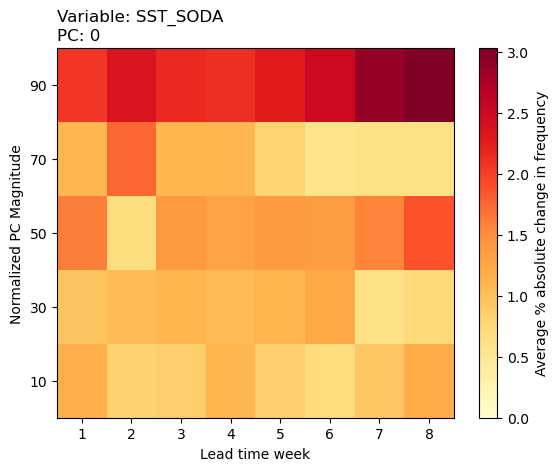 Variable: SST_SODA
PC: 0
Normalized PC Magnitude
90
70
50
30
10
1 2 3 4 5 6 7 8
Lead time week
3.0
2.5
2.0
1.5
1.0
0.5
0.0
Average % absolute change in frequency